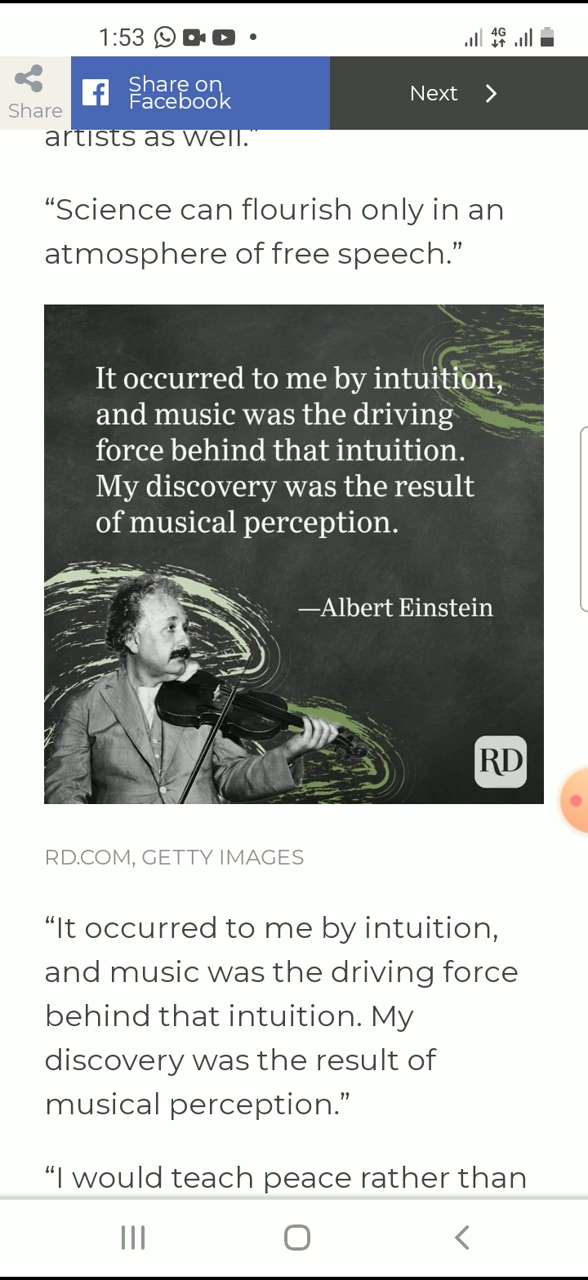 1:53
4G
Share
Share on
Facebook
Next
artists as well.”
“Science can flourish only in an
atmosphere of free speech.”
It occurred to me by intuition,
and music was the driving
force behind that intuition.
My discovery was the result
of musical perception.
—Albert Einstein
RD
RD.COM, GETTY IMAGES
“It occurred to me by intuition,
and music was the driving force
behind that intuition. My
discovery was the result of
musical perception.”
“I would teach peace rather than